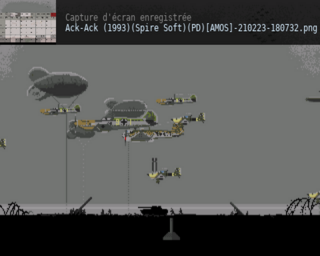 Capture d'écran enregistrée
Ack-Ack (1993)(Spire Soft)(PD)[AMOS]-210223-180732.png